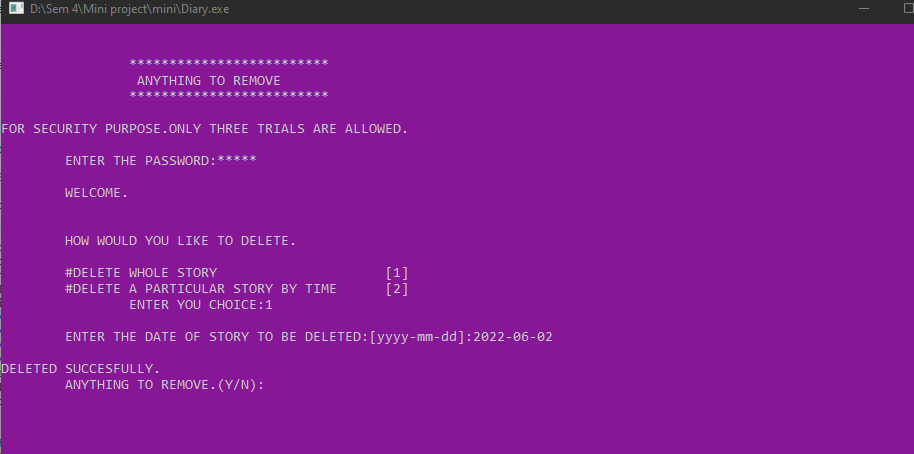 D:\Sem 4\Mini project\mini\Diary.exe
*************************
ANYTHING TO REMOVE
*************************
FOR SECURITY PURPOSE.ONLY THREE TRIALS ARE ALLOWED.
ENTER THE PASSWORD:*****
WELCOME.
HOW WOULD YOU LIKE TO DELETE.
#DELETE WHOLE STORY [1]
#DELETE A PARTICULAR STORY BY TIME [2]
ENTER YOU CHOICE:1
ENTER THE DATE OF STORY TO BE DELETED:[yyyy-mm-dd]:2022-06-02
DELETED SUCCESFULLY.
ANYTHING TO REMOVE.(Y/N):